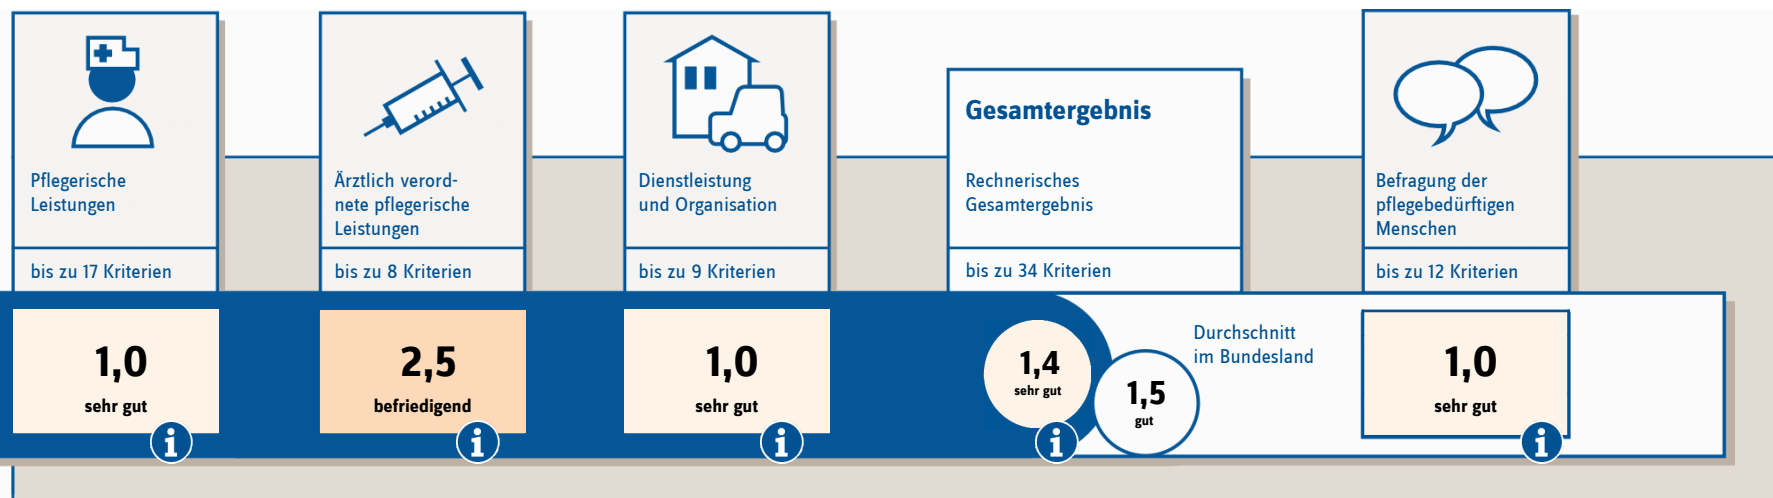 Pflegerische
Leistungen
bis zu 17 Kriterien
1,0
sehr gut
i
Ärztlich verord-
nete pflegerische
Leistungen
bis zu 8 Kriterien
2,5
befriedigend
i
Dienstleistung
und Organisation
bis zu 9 Kriterien
1,0
sehr gut
i
Gesamtergebnis
Rechnerisches
Gesamtergebnis
bis zu 34 Kriterien
1,4
sehr gut
i
1,5
gut
Durchschnitt
im Bundesland
Befragung der
pflegebedürftigen
Menschen
bis zu 12 Kriterien
1,0
sehr gut
i